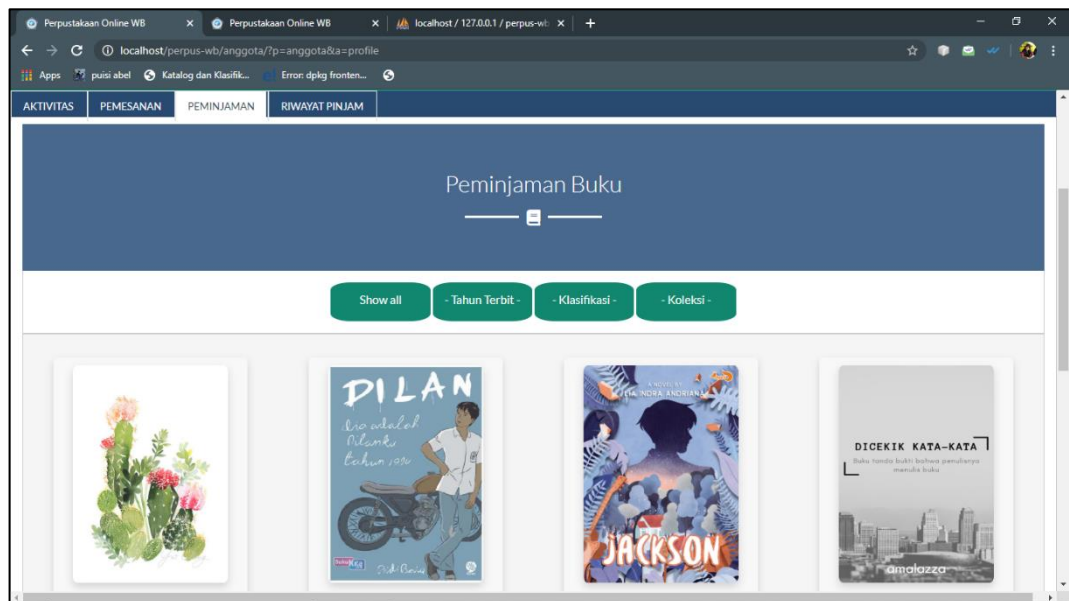 Perpustakaan Online WB
Perpustakaan Online WB
localhost / 127.0.0.1 / perpus-wb
localhost/perpus-wb/anggota/?p=anggota&a=profile
Apps puisi abel Katalog dan Klasifik... Error: dpkg fronten...
AKTIVITAS PEMESANAN PEMINJAMAN RIWAYAT PINJAM
Peminjaman Buku
Show all - Tahun Terbit - - Klasifikasi - - Koleksi -
DILAN
Dia adalah
Dilanku
tahun 1990
Pidi Baiq
A NOVEL BY
INDRA ANDRIANA
JACKSON
DICEKIK KATA-KATA
Buku tanda bukti bahwa penulisnya
menulis buku
amalazza